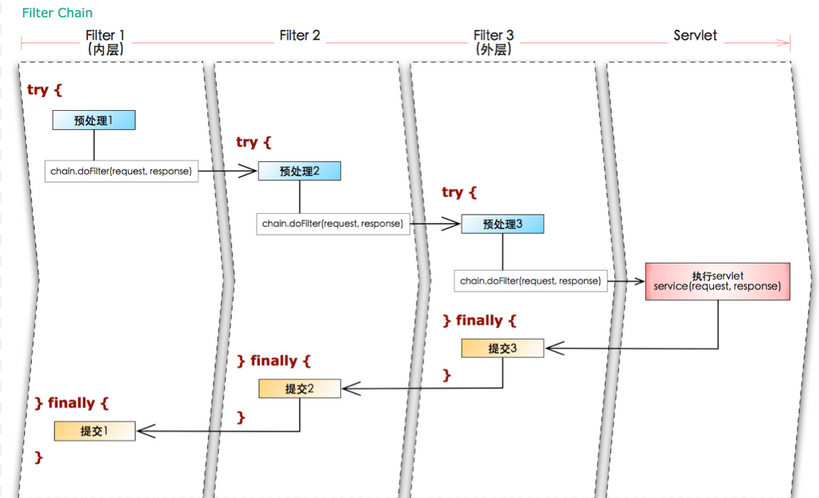 Filter Chain
Filter 1
(内层)
Filter 2
Filter 3
(外层)
Servlet
try {
预处理1
chain.doFilter(request, response)
try {
预处理2
chain.doFilter(request, response)
try {
预处理3
chain.doFilter(request, response)
执行servlet
service(request, response)
} finally {
提交3
}
} finally {
提交2
}
} finally {
提交1
}